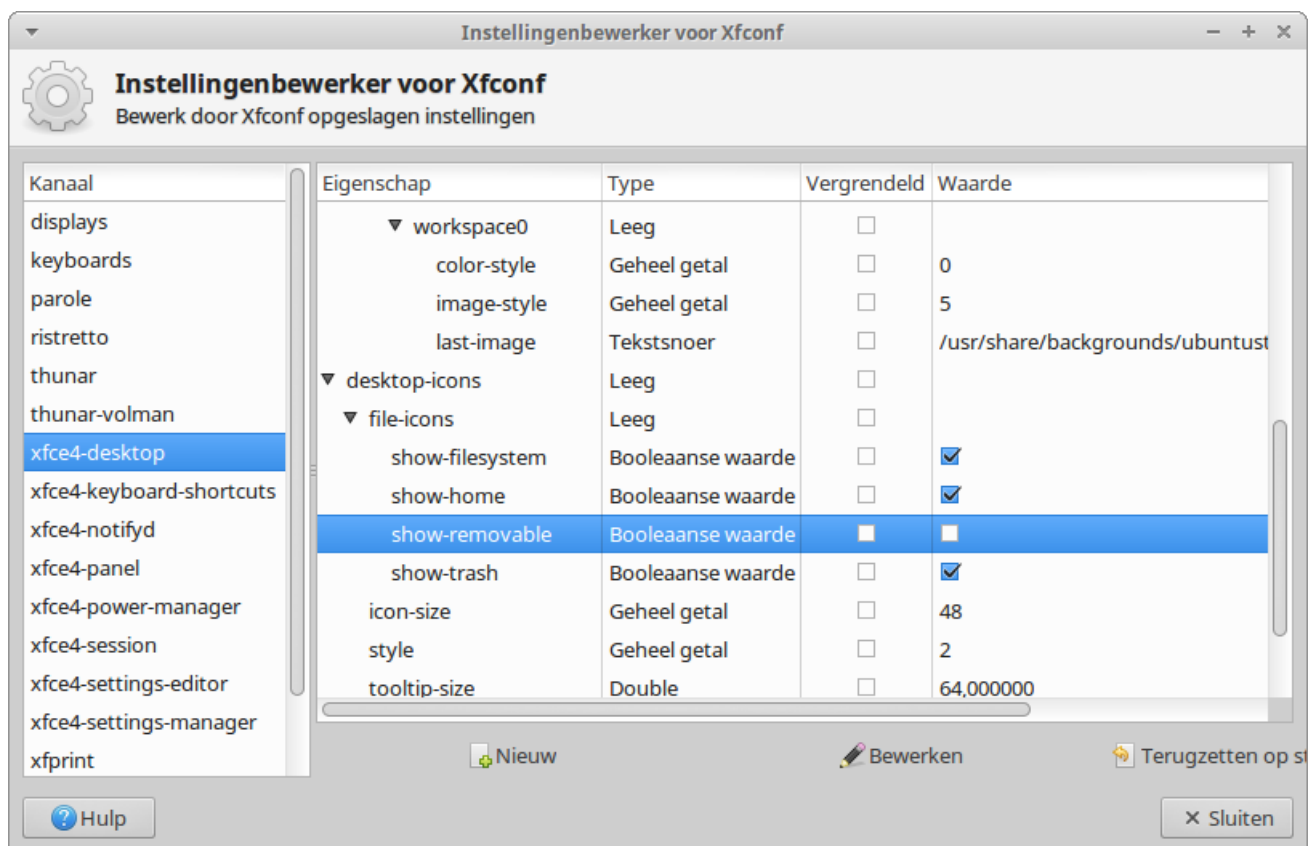 Instellingenbewerker voor Xfconf
Instellingenbewerker voor Xfconf
Bewerk door Xfconf opgeslagen instellingen
Kanaal
displays
keyboards
parole
ristretto
thunar
thunar-volman
xfce4-desktop
xfce4-keyboard-shortcuts
xfce4-notifyd
xfce4-panel
xfce4-power-manager
xfce4-session
xfce4-settings-editor
xfce4-settings-manager
xfprint
Eigenschap Type Vergrendeld Waarde
workspace0 Leeg
color-style Geheel getal 0
image-style Geheel getal 5
last-image Tekstsnoer /usr/share/backgrounds/ubuntust
desktop-icons Leeg
file-icons Leeg
show-filesystem Booleaanse waarde
show-home Booleaanse waarde
show-removable Booleaanse waarde
show-trash Booleaanse waarde
icon-size Geheel getal 48
style Geheel getal 2
tooltip-size Double 64,000000
Nieuw Bewerken Terugzetten op st
Hulp Sluiten